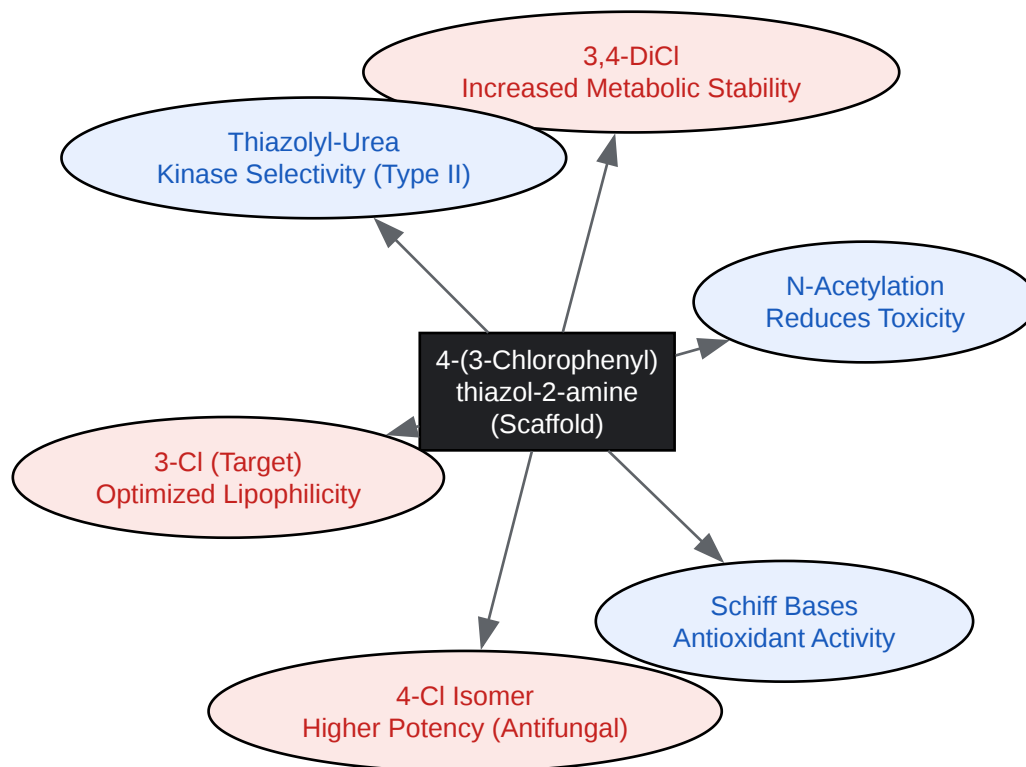 3,4-DiCl
Increased Metabolic Stability
Thiazolyl-Urea
Kinase Selectivity (Type II)
N-Acetylation
Reduces Toxicity
4-(3-Chlorophenyl)
thiazol-2-amine
(Scaffold)
3-Cl (Target)
Optimized Lipophilicity
Schiff Bases
Antioxidant Activity
4-Cl Isomer
Higher Potency (Antifungal)